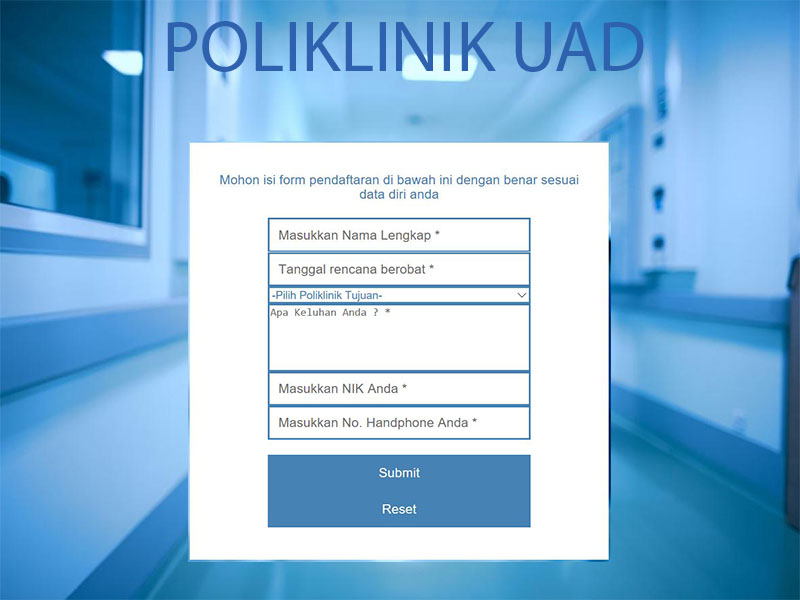 POLIKLINIK UAD
Mohon isi form pendaftaran di bawah ini dengan benar sesuai
data diri anda
Masukkan Nama Lengkap *
Tanggal rencana berobat *
-Pilih Poliklinik Tujuan-
Apa Keluhan Anda ? *
Masukkan NIK Anda *
Masukkan No. Handphone Anda *
Submit
Reset